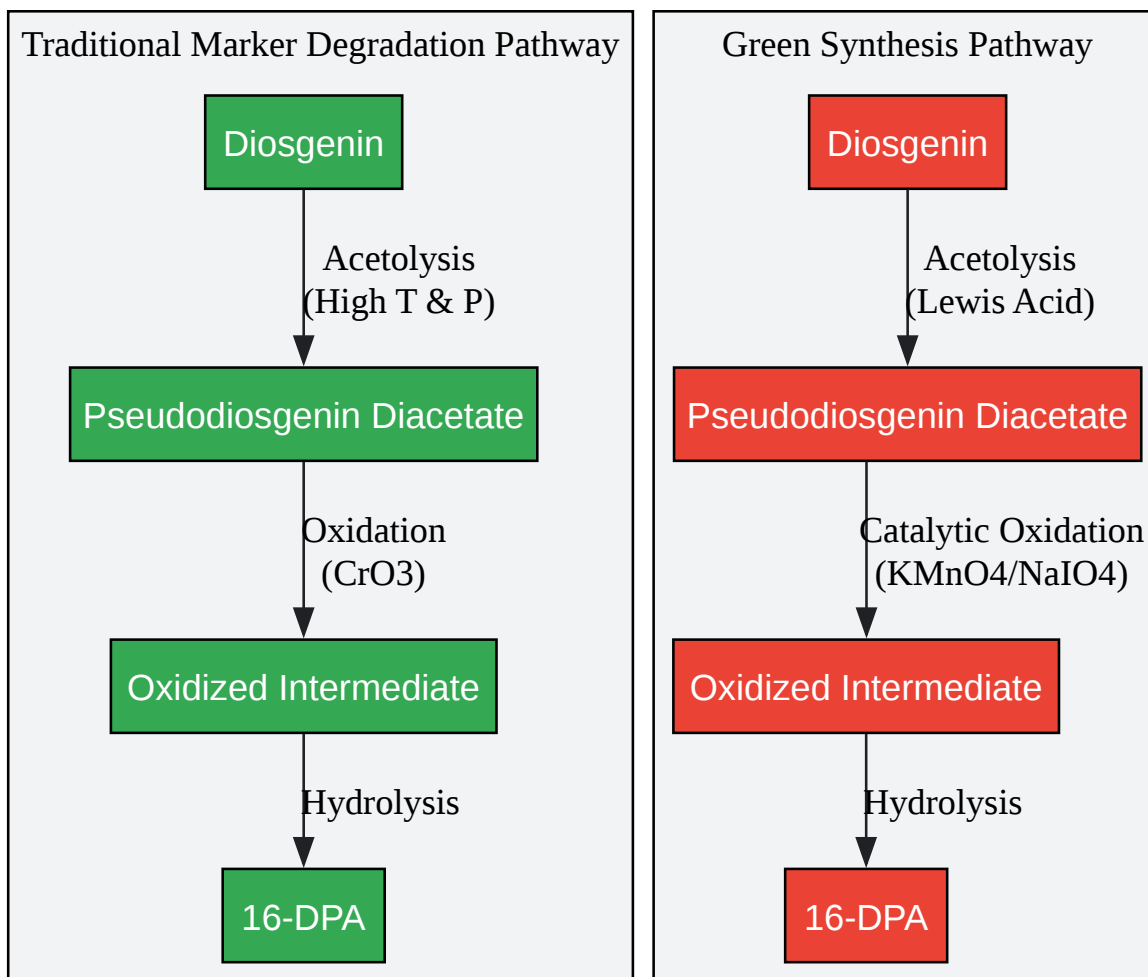 Traditional Marker Degradation Pathway
Diosgenin
Acetolysis
(High T & P)
Pseudodiosgenin Diacetate
Oxidation
(CrO3)
Oxidized Intermediate
Hydrolysis
16-DPA
Green Synthesis Pathway
Diosgenin
Acetolysis
(Lewis Acid)
Pseudodiosgenin Diacetate
Catalytic Oxidation
(KMnO4/NaIO4)
Oxidized Intermediate
Hydrolysis
16-DPA